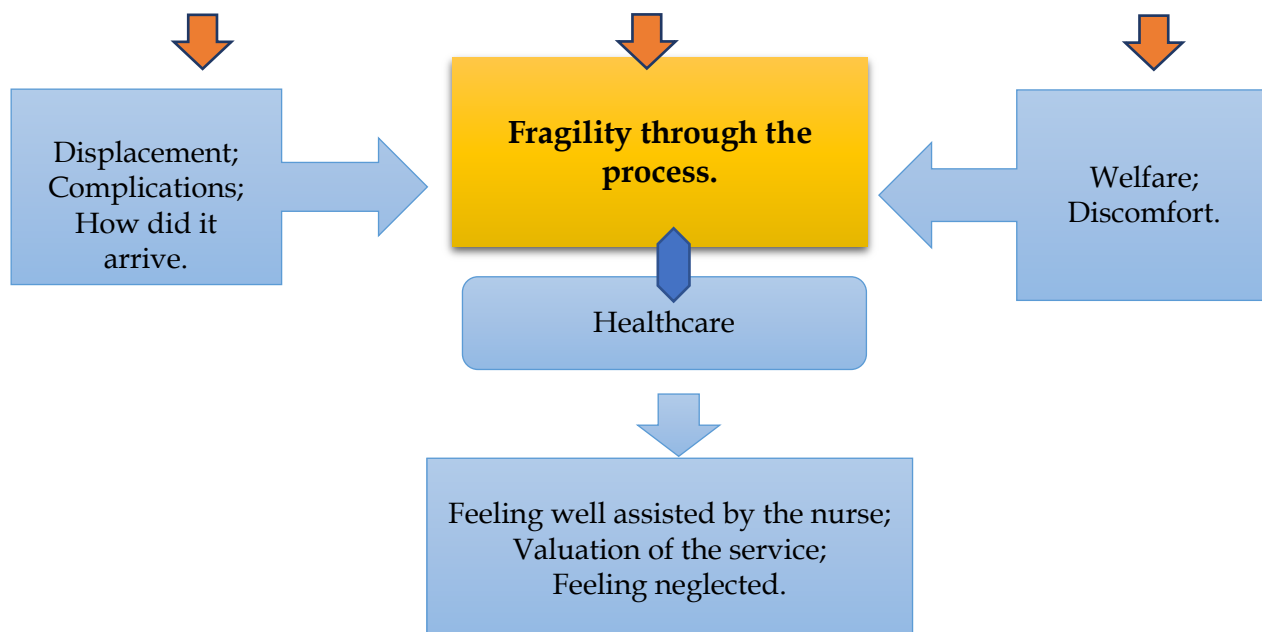 Displacement;
Complications;
How did it
arrive.
Fragility through the
process.
Welfare;
Discomfort.
Healthcare
Feeling well assisted by the nurse;
Valuation of the service;
Feeling neglected.